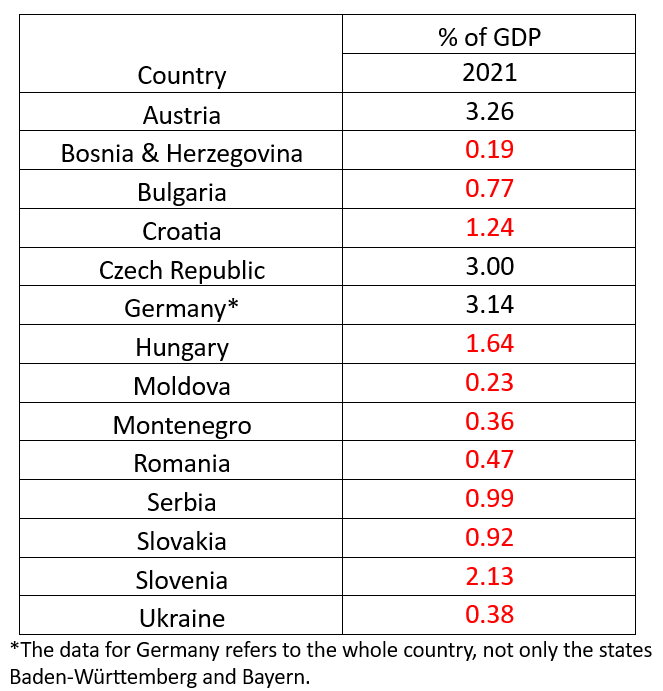 % of GDP
Country 2021
Austria 3.26
Bosnia & Herzegovina 0.19
Bulgaria 0.77
Croatia 1.24
Czech Republic 3.00
Germany* 3.14
Hungary 1.64
Moldova 0.23
Montenegro 0.36
Romania 0.47
Serbia 0.99
Slovakia 0.92
Slovenia 2.13
Ukraine 0.38
*The data for Germany refers to the whole country, not only the states
Baden-Württemberg and Bayern.